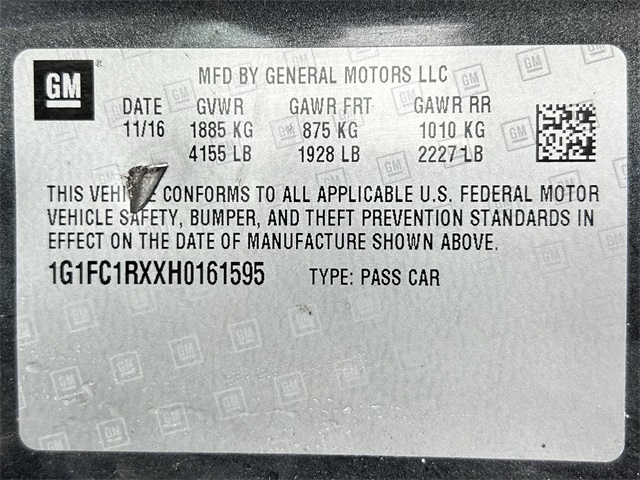 GM ® MFD BY GENERAL MOTORS LLC
DATE GVWR GAWR FRT GAWR RR
11/16 1885 KG 875 KG 1010 KG
4155 LB 1928 LB 2227 LB
THIS CONFORMS TO ALL APPLICABLE U.S. FEDERAL MOTOR
VEHICLE SAFETY, BUMPER, AND THEFT PREVENTION STANDARDS IN
EFFECT ON THE DATE OF MANUFACTURE SHOWN ABOVE.
1G1FC1RXXH0161595 TYPE: PASS CAR